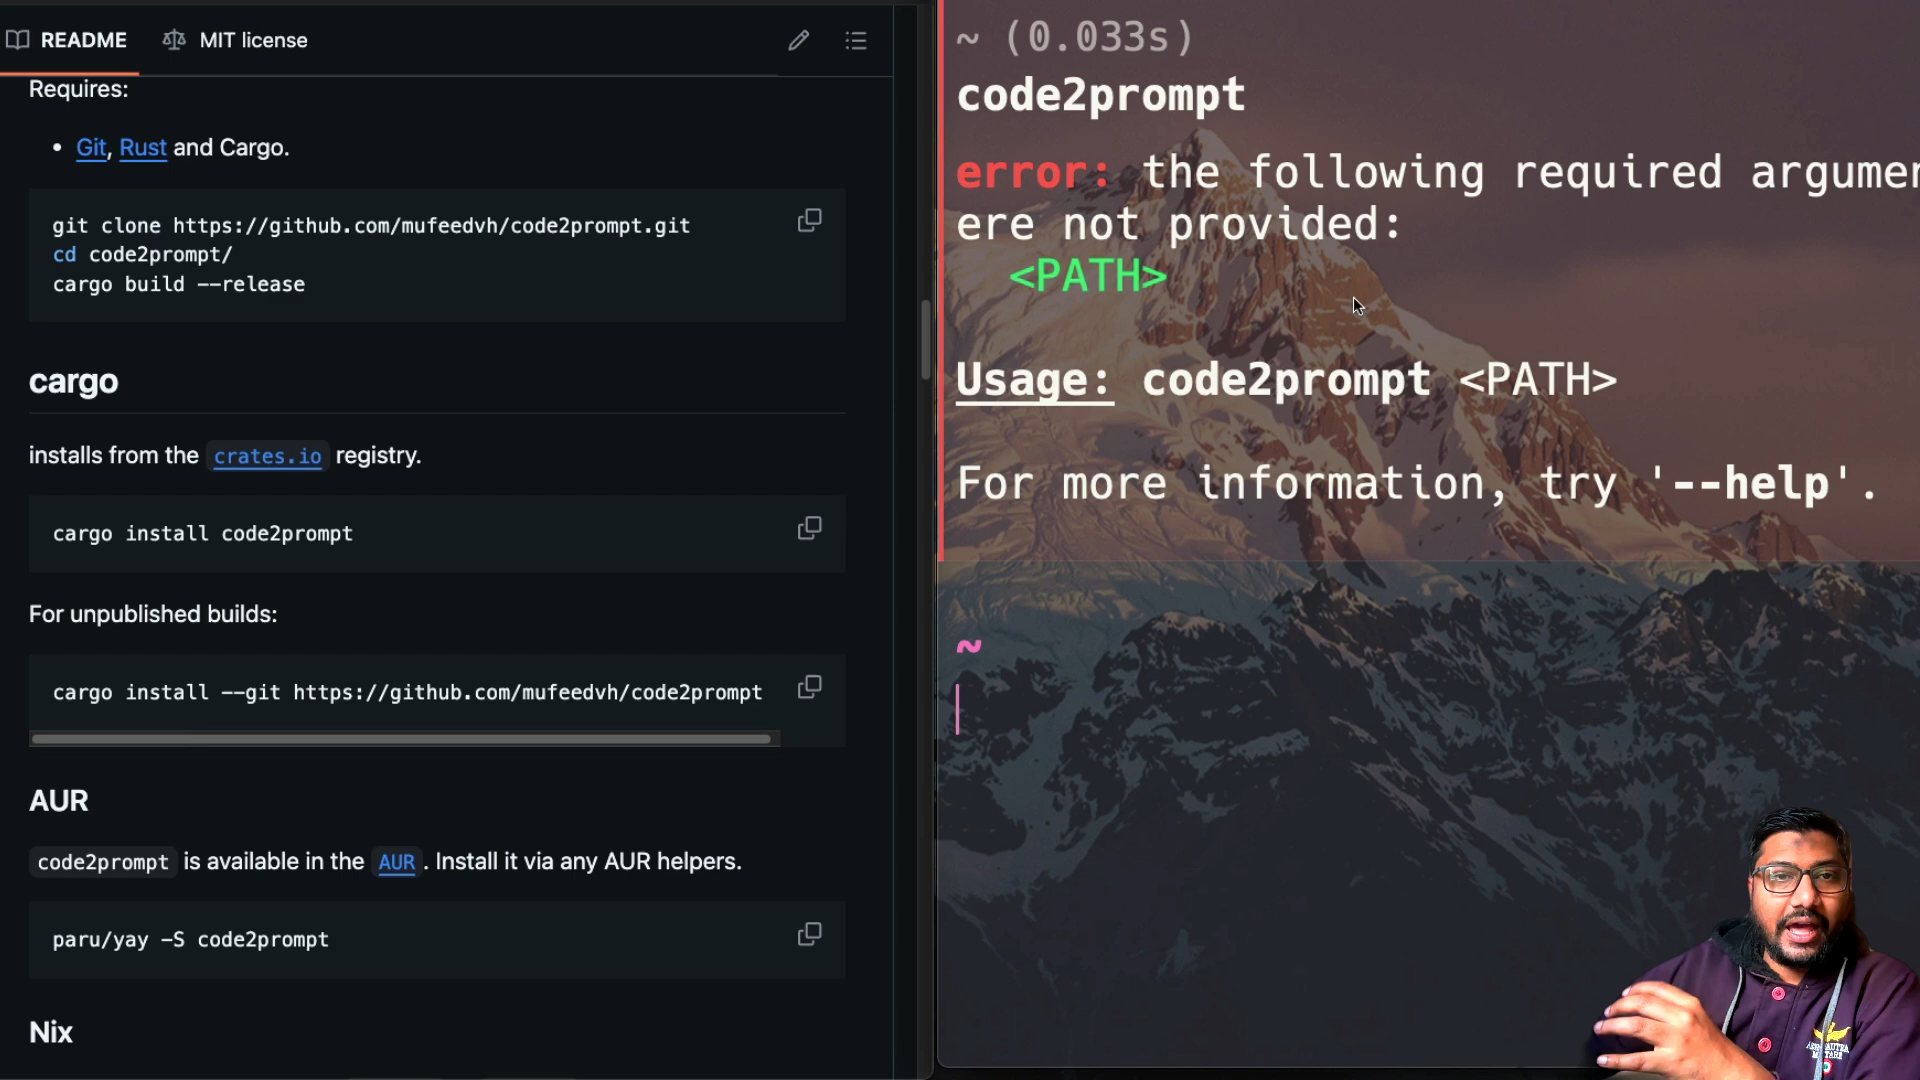 README
MIT license
Requires:
• Git, Rust and Cargo.
git clone https://github.com/mufeedvh/code2prompt.git
cd code2prompt/
cargo build --release
cargo
installs from the crates.io registry.
cargo install code2prompt
For unpublished builds:
cargo install --git https://github.com/mufeedvh/code2prompt
AUR
code2prompt is available in the AUR . Install it via any AUR helpers.
paru/yay -S code2prompt
Nix
~ (0.033s)
code2prompt
error: the following required argumen
ere not provided:
<PATH>
Usage: code2prompt <PATH>
For more information, try '--help'.
~